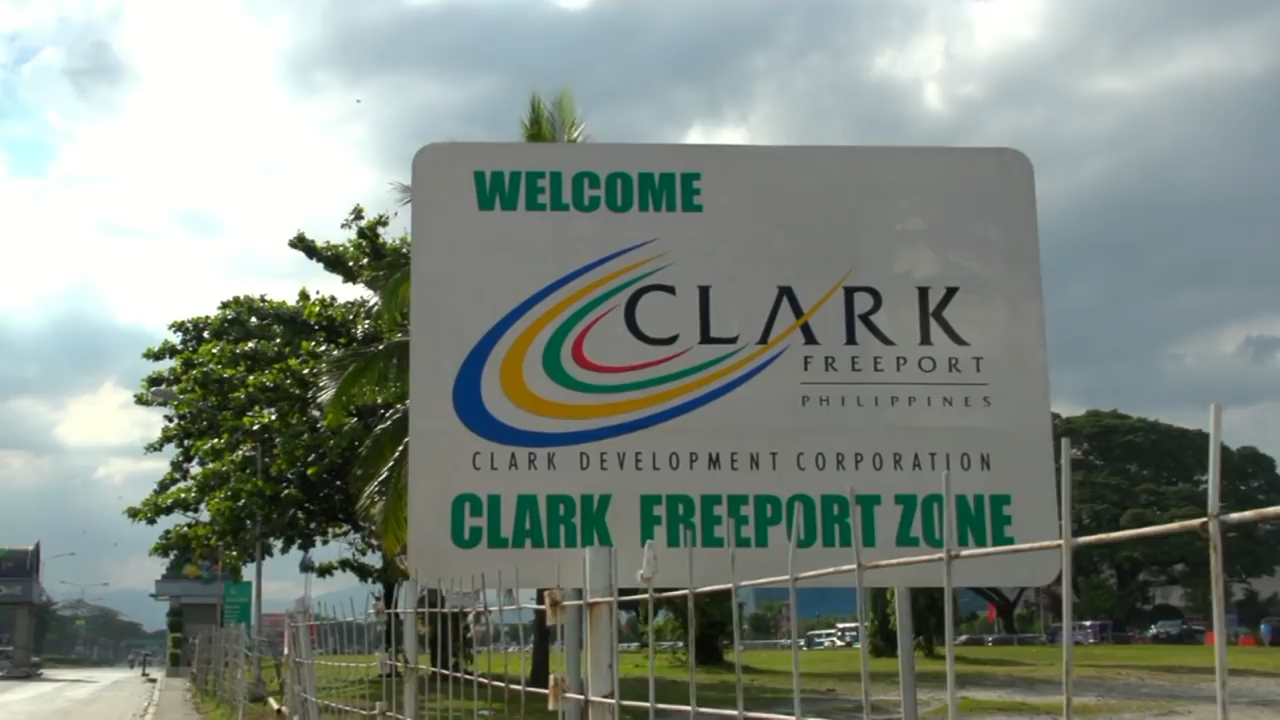 WELCOME
CLARK
FREEPORT
PHILIPPINES
CLARK DEVELOPMENT CORPORATION
CLARK FREEPORT ZONE